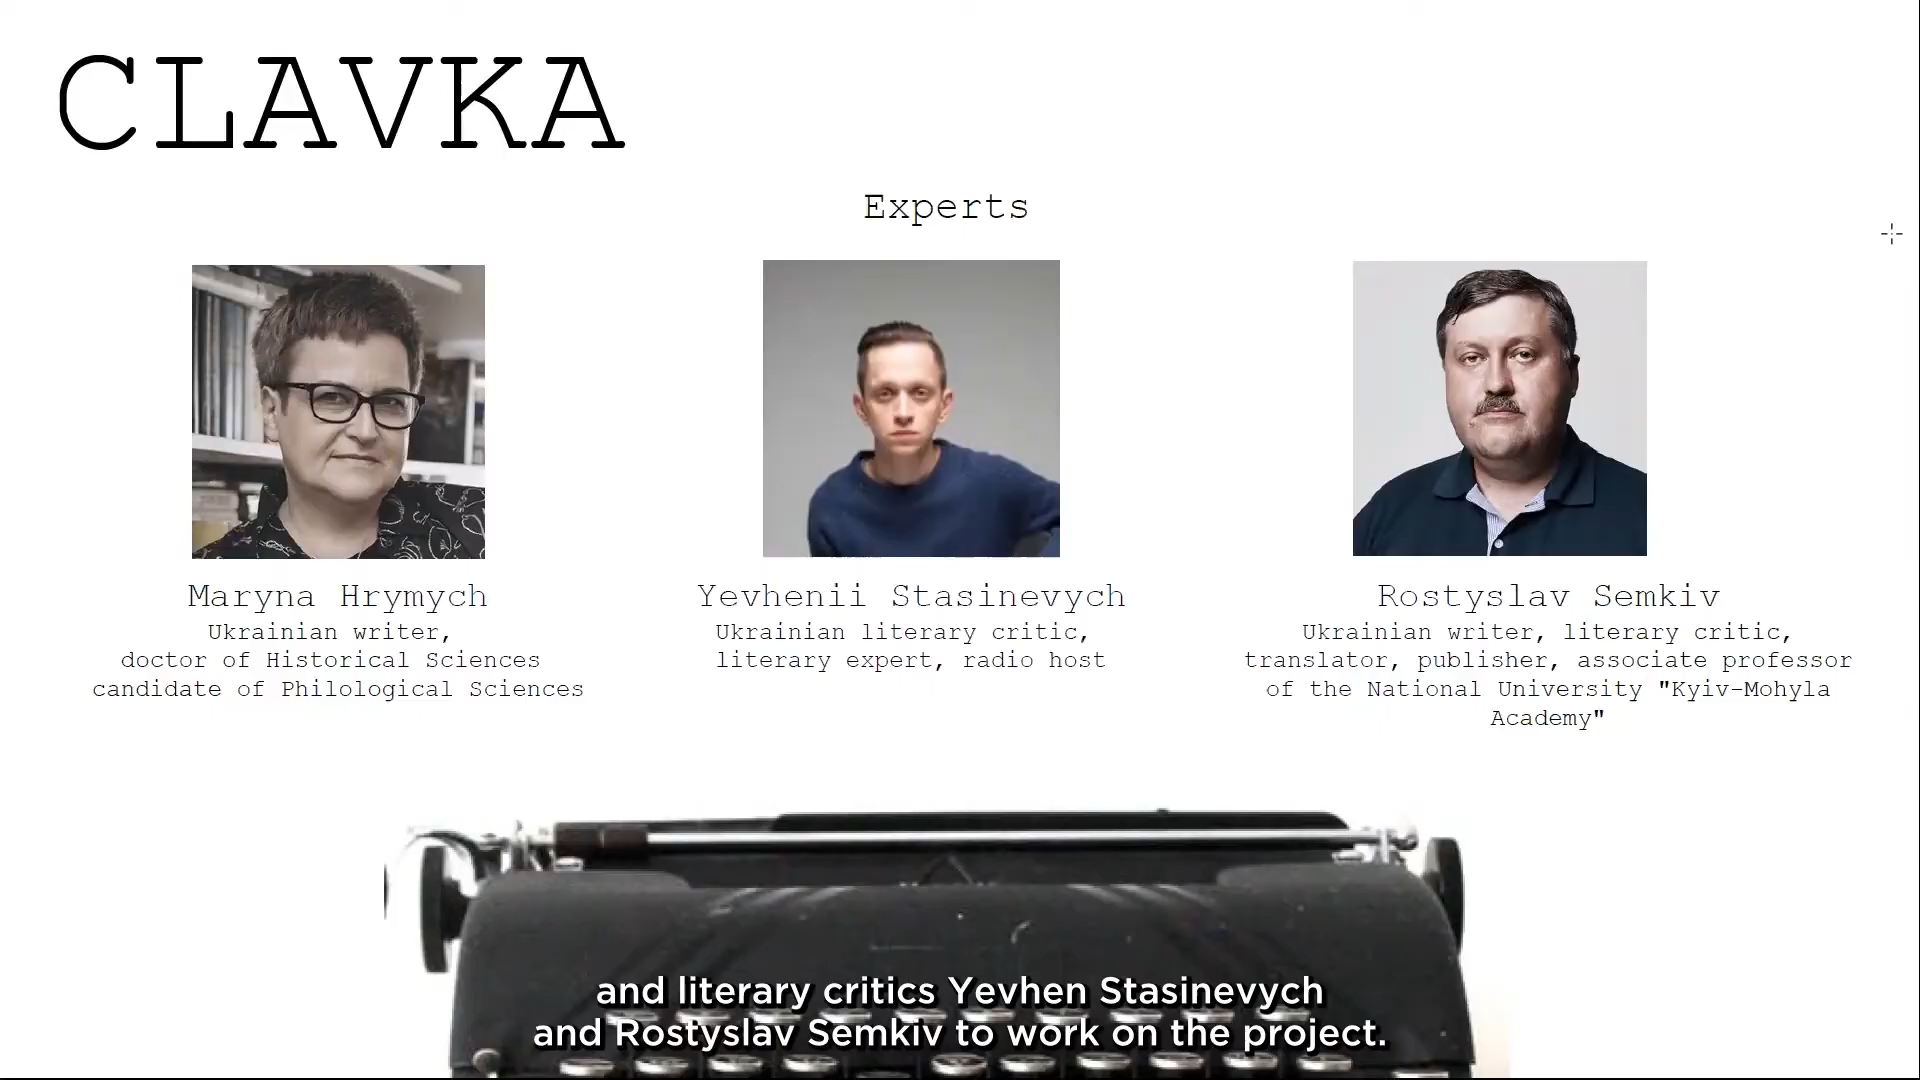 CLAVKA
Experts
Maryna Hrymych
Ukrainian writer,
doctor of Historical Sciences
candidate of Philological Sciences
Yevhenii Stasinevych
Ukrainian literary critic,
literary expert, radio host
Rostyslav Semkiv
Ukrainian writer, literary critic,
translator, publisher, associate professor
of the National University "Kyiv-Mohyla
Academy"
and literary critics Yevhen Stasinevych
and Rostyslav Semkiv to work on the project.